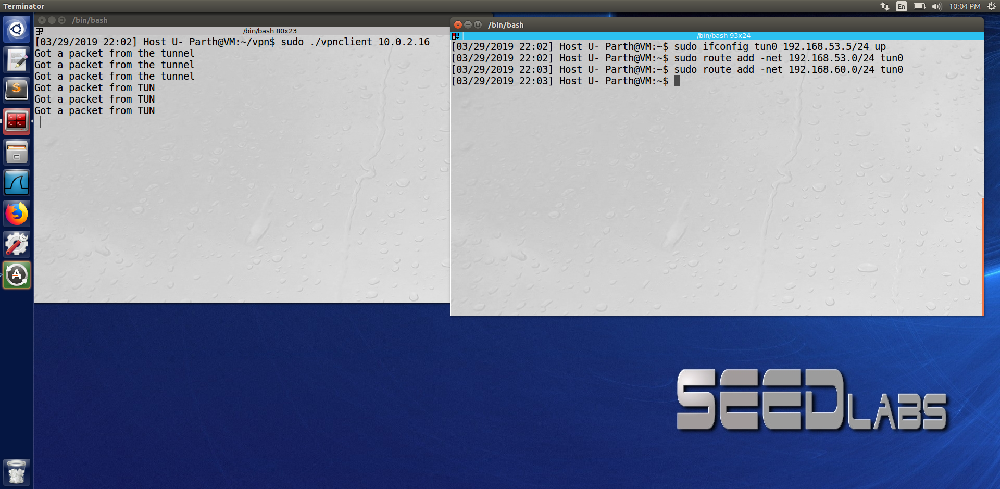 Terminator
En
10:04 PM
/bin/bash
/bin/bash 80x23
[03/29/2019 22:02] Host U- Parth@VM:~/vpn$ sudo ./vpnclient 10.0.2.16
Got a packet from the tunnel
Got a packet from the tunnel
Got a packet from the tunnel
Got a packet from TUN
Got a packet from TUN
Got a packet from TUN
/bin/bash
/bin/bash 93x24
[03/29/2019 22:02] Host U- Parth@VM:~$ sudo ifconfig tun0 192.168.53.5/24 up
[03/29/2019 22:02] Host U- Parth@VM:~$ sudo route add -net 192.168.53.0/24 tun0
[03/29/2019 22:03] Host U- Parth@VM:~$ sudo route add -net 192.168.60.0/24 tun0
[03/29/2019 22:03] Host U- Parth@VM:~$
SEEDLABS